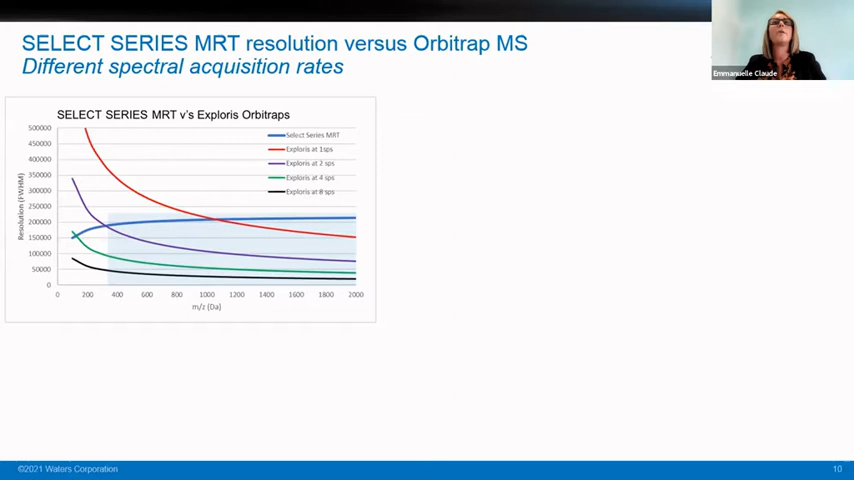 SELECT SERIES MRT resolution versus Orbitrap MS
Different spectral acquisition rates
Emmanuelle Claude
SELECT SERIES MRT v's Exploris Orbitraps
Select Series MRT
Exploris at 1sps
Exploris at 2 sps
Exploris at 4 sps
Exploris at 8 sps
Resolution (FWHM)
500000
450000
400000
350000
300000
250000
200000
150000
100000
50000
0
0 200 400 600 800 1000 1200 1400 1600 1800 2000
m/z (Da)
©2021 Waters Corporation
10